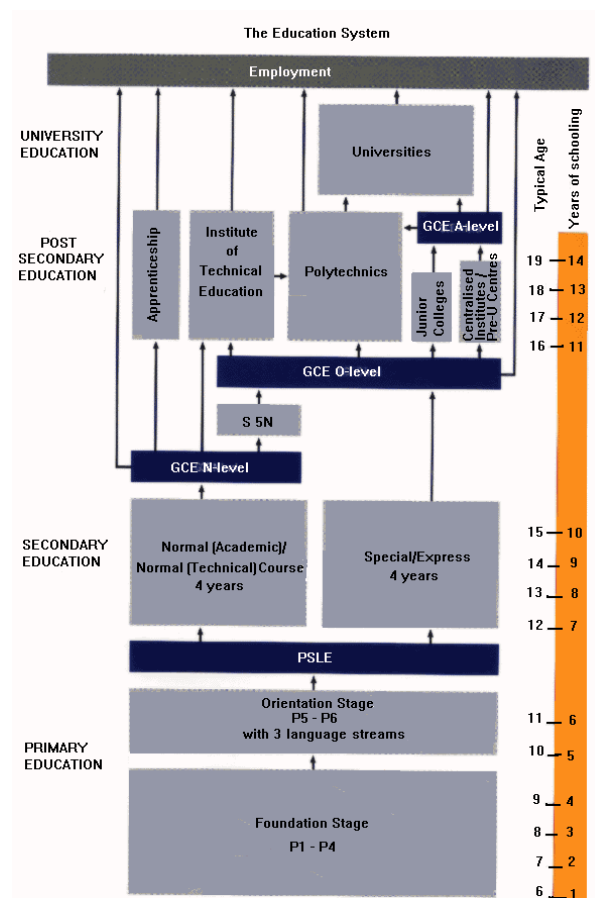 The Education System
Employment
UNIVERSITY
EDUCATION
Universities
Typical Age
Years of schooling
POST
SECONDARY
EDUCATION
Apprenticeship
Institute
of
Technical
Education
Polytechnics
GCE A-level
Junior
Colleges
Centralised
Institutes /
Pre-U Centres
19 14
18 13
17 12
16 11
GCE O-level
S 5N
GCE N-level
SECONDARY
EDUCATION
Normal (Academic)/
Normal (Technical) Course
4 years
Special/Express
4 years
15 10
14 9
13 8
12 7
PSLE
Orientation Stage
P5 - P6
with 3 language streams
11 6
10 5
PRIMARY
EDUCATION
Foundation Stage
P1 - P4
9 4
8 3
7 2
6 1